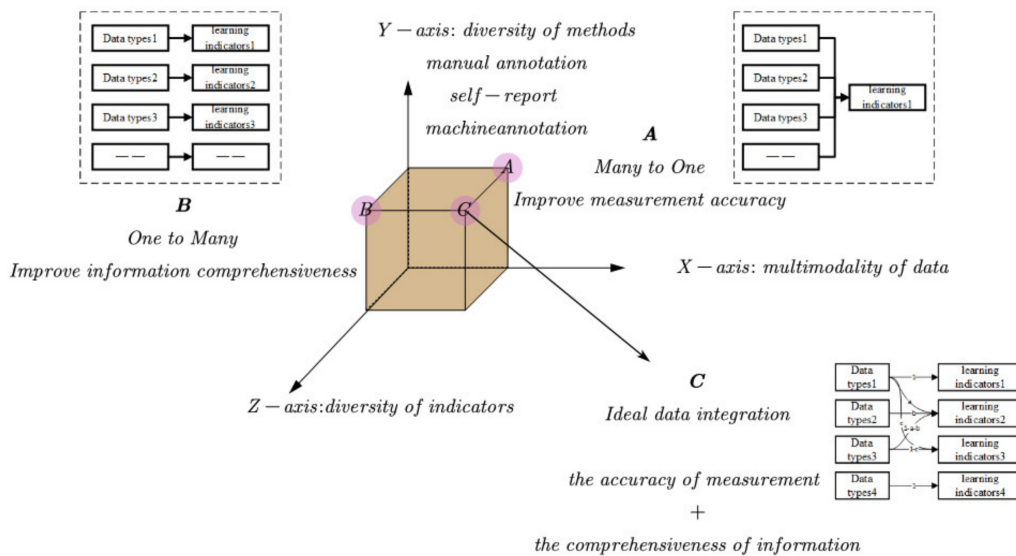 Data types1
learning
indicators1
Data types2
learning
indicators2
Data types3
learning
indicators3
— —
— —
B
One to Many
Improve information comprehensiveness
Y – axis: diversity of methods
manual annotation
self – report
machineannotation
A
Many to One
Improve measurement accuracy
Data types1
Data types2
Data types3
— —
learning
indicators1
A
B
C
X – axis: multimodality of data
Z – axis:diversity of indicators
C
Ideal data integration
the accuracy of measurement
+
the comprehensiveness of information
Data
types1
learning
indicators1
Data
types2
learning
indicators2
Data
types3
learning
indicators3
Data
types4
learning
indicators4